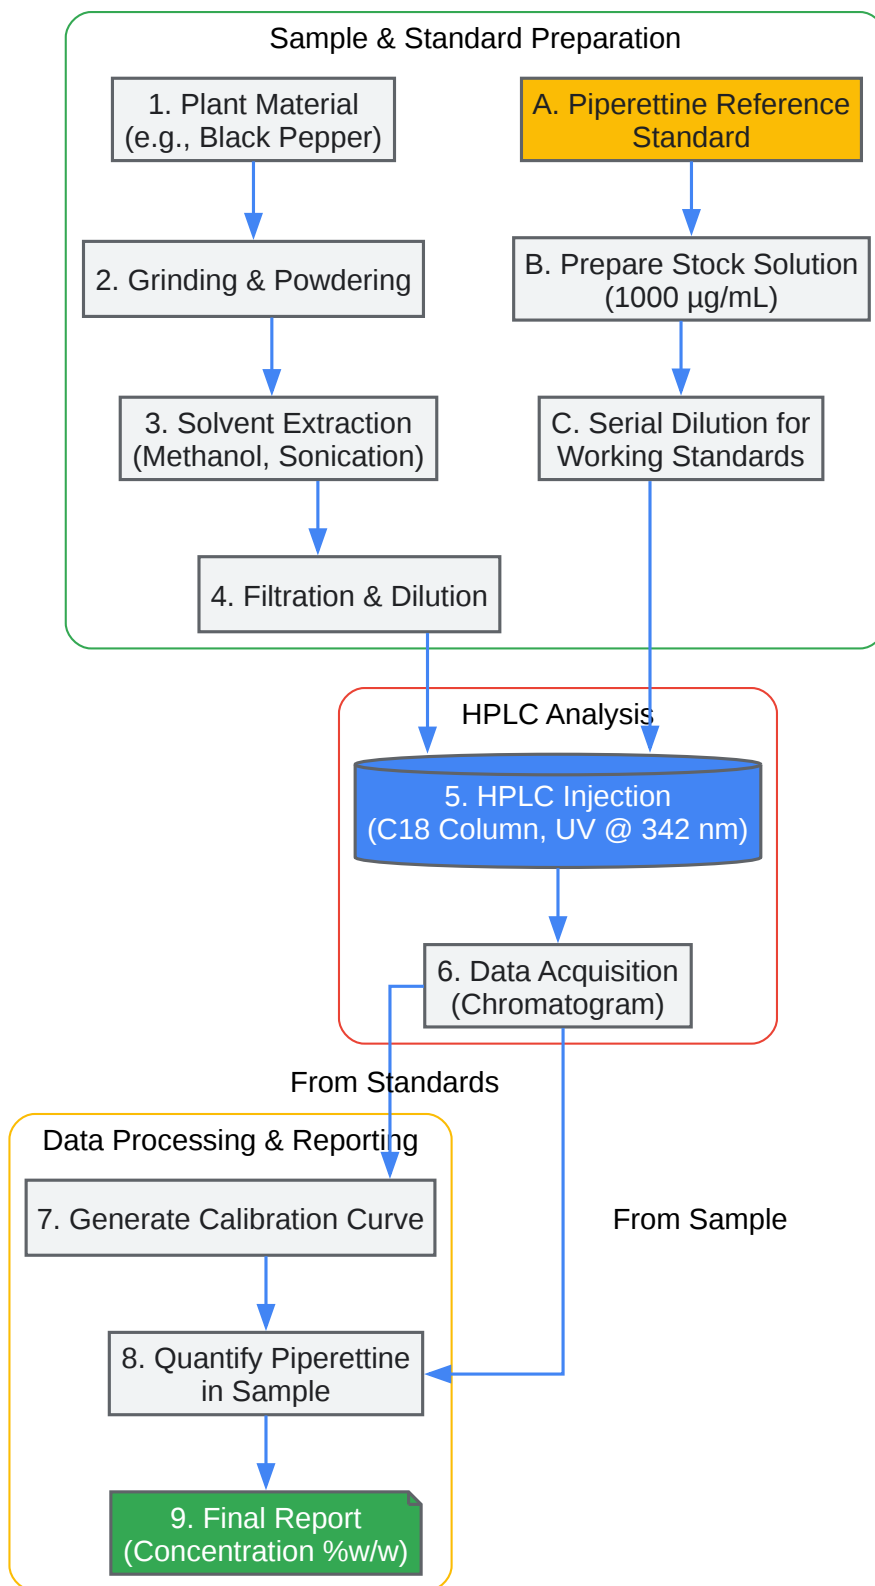 Sample & Standard Preparation
1. Plant Material
(e.g., Black Pepper)
A. Piperettine Reference
Standard
2. Grinding & Powdering
B. Prepare Stock Solution
(1000 µg/mL)
3. Solvent Extraction
(Methanol, Sonication)
C. Serial Dilution for
Working Standards
4. Filtration & Dilution
HPLC Analysis
5. HPLC Injection
(C18 Column, UV @ 342 nm)
6. Data Acquisition
(Chromatogram)
From Standards
Data Processing & Reporting
7. Generate Calibration Curve
From Sample
8. Quantify Piperettine
in Sample
9. Final Report
(Concentration %w/w)